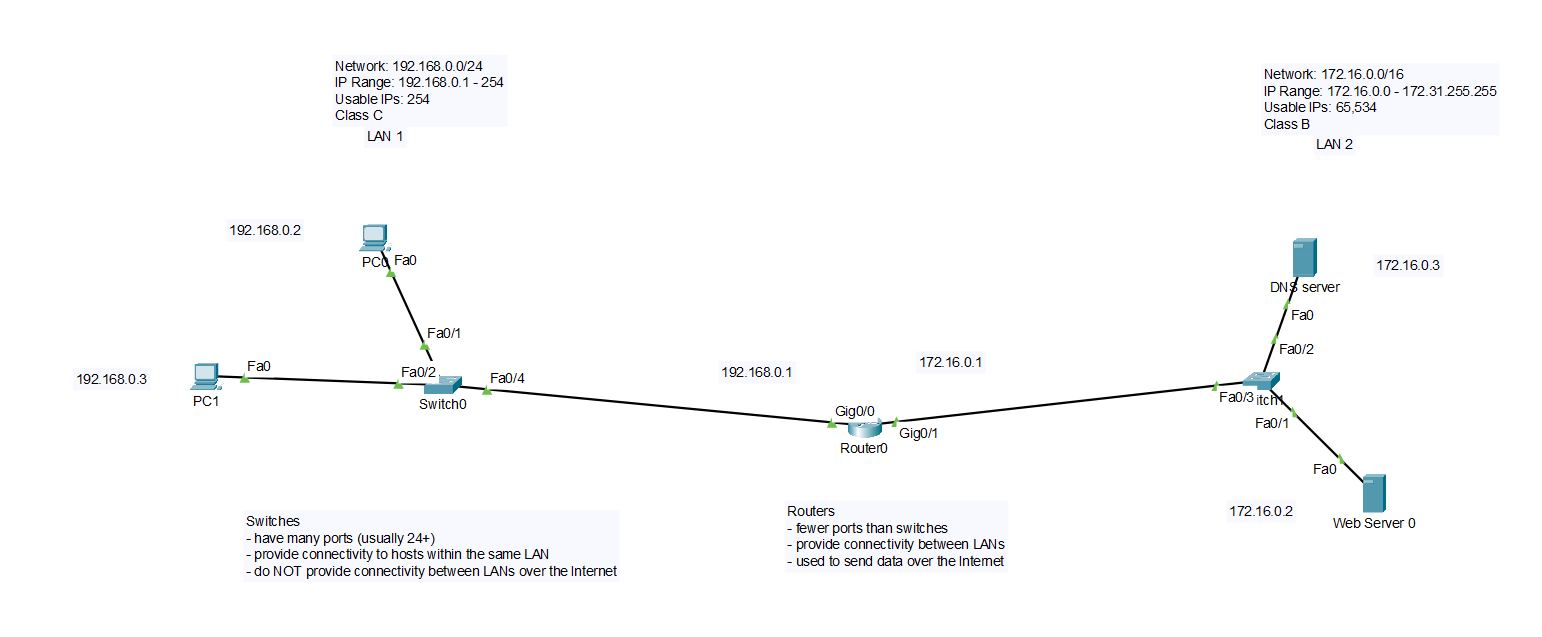 Network: 192.168.0.0/24
IP Range: 192.168.0.1 - 254
Usable IPs: 254
Class C
LAN 1
Network: 172.16.0.0/16
IP Range: 172.16.0.0 - 172.31.255.255
Usable IPs: 65,534
Class B
LAN 2
192.168.0.2
PC0
Fa0
Fa0/1
192.168.0.3
Fa0
PC1
Fa0/2
Fa0/4
Switch0
192.168.0.1
172.16.0.1
Gig0/0
Gig0/1
Router0
172.16.0.3
DNS server
Fa0
Fa0/2
Fa0/3
itch1
Fa0/1
Fa0
172.16.0.2
Web Server 0
Switches
- have many ports (usually 24+)
- provide connectivity to hosts within the same LAN
- do NOT provide connectivity between LANs over the Internet
Routers
- fewer ports than switches
- provide connectivity between LANs
- used to send data over the Internet